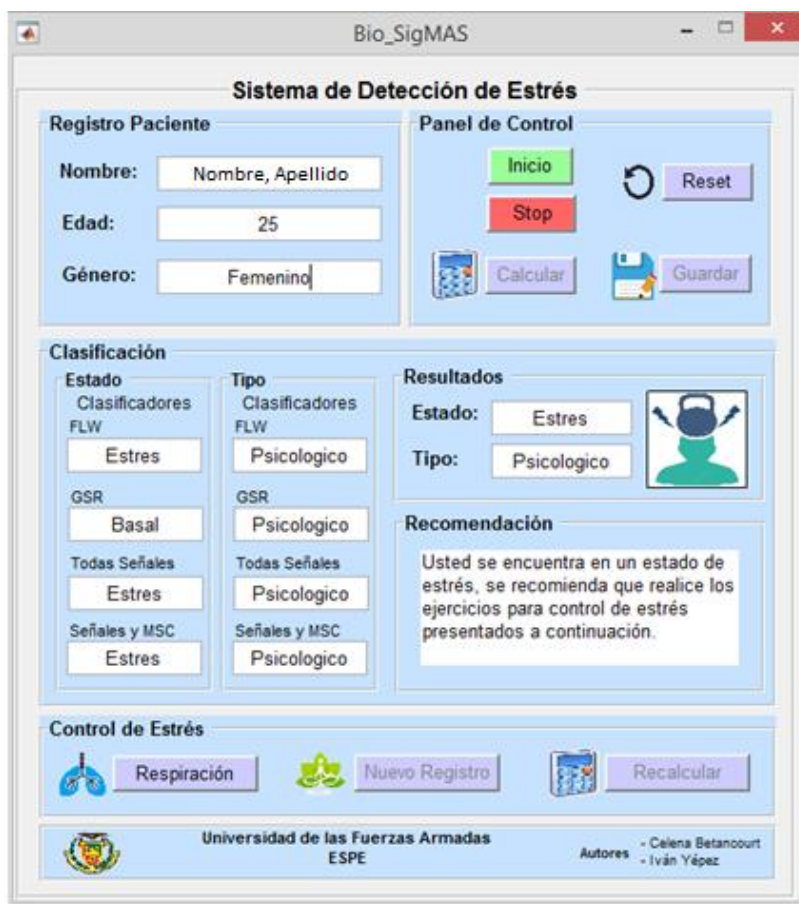 Bio_SigMAS
Sistema de Detección de Estrés
Registro Paciente
Nombre:
Nombre, Apellido
Edad:
25
Género:
Femenino
Panel de Control
Inicio
Stop
Reset
Calcular
Guardar
Clasificación
Estado
Clasificadores
FLW
Estres
GSR
Basal
Todas Señales
Estres
Señales y MSC
Estres
Tipo
Clasificadores
FLW
Psicologico
GSR
Psicologico
Todas Señales
Psicologico
Señales y MSC
Psicologico
Resultados
Estado:
Estres
Tipo:
Psicologico
Recomendación
Usted se encuentra en un estado de
estrés, se recomienda que realice los
ejercicios para control de estrés
presentados a continuación.
Control de Estrés
Respiración
Nuevo Registro
Recalcular
Universidad de las Fuerzas Armadas
ESPE
Autores
- Celena Betancourt
- Iván Yépez